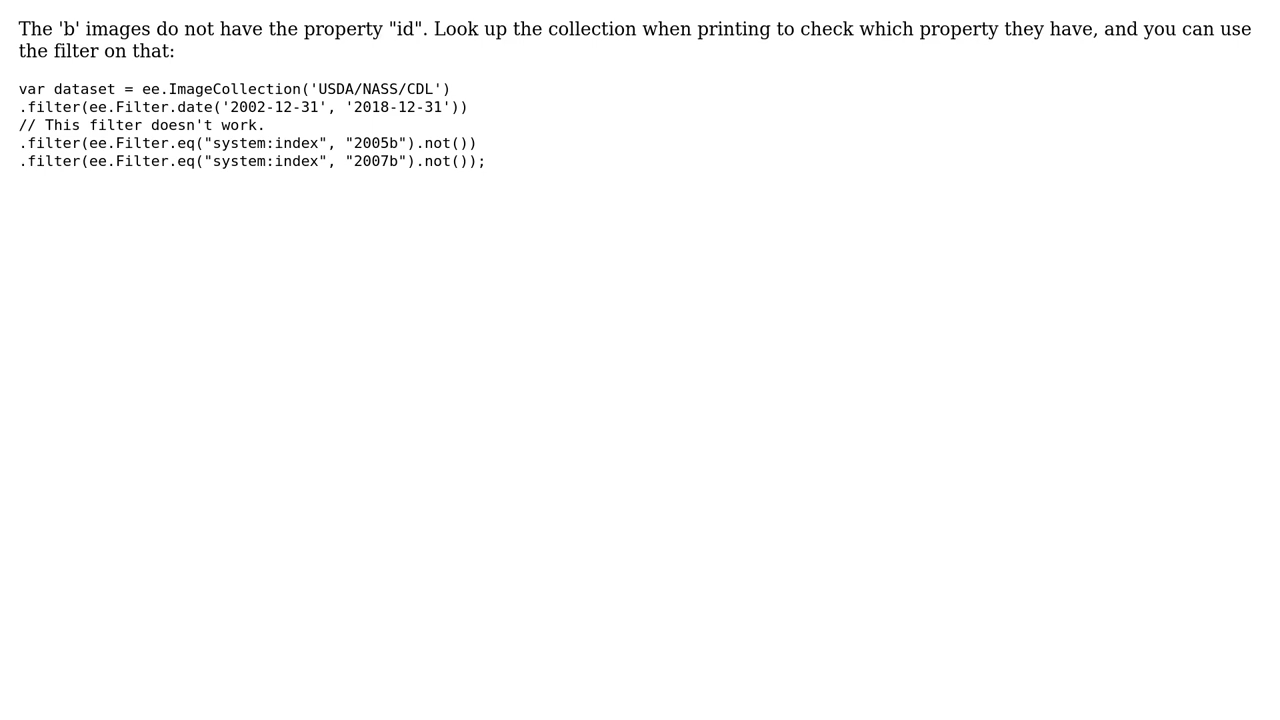 The 'b' images do not have the property "id". Look up the collection when printing to check which property they have, and you can use
the filter on that:
var dataset = ee.ImageCollection('USDA/NASS/CDL')
.filter(ee.Filter.date('2002-12-31', '2018-12-31'))
// This filter doesn't work.
.filter(ee.Filter.eq("system:index", "2005b").not())
.filter(ee.Filter.eq("system:index", "2007b").not());